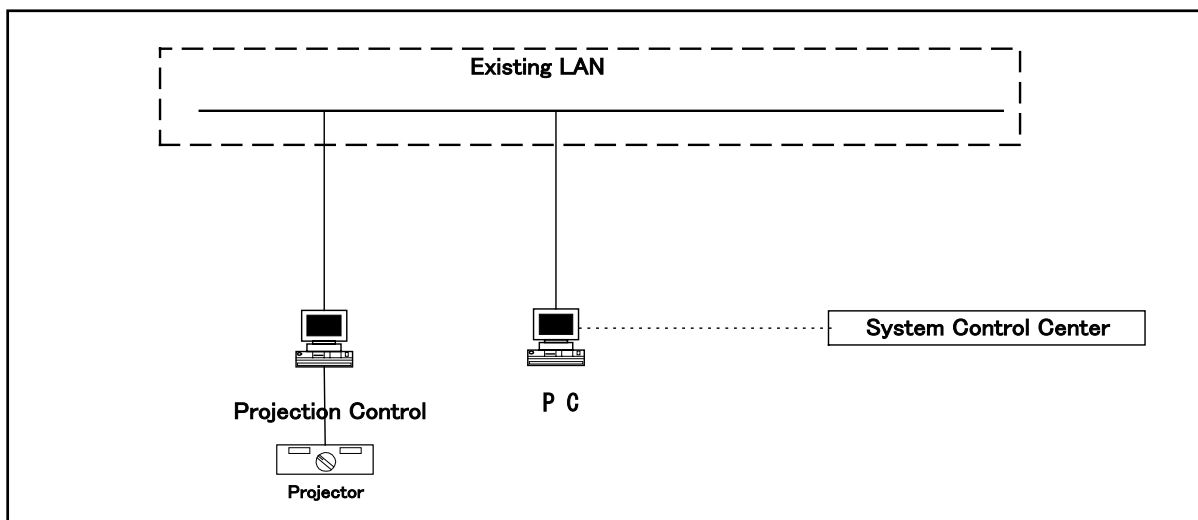 Existing LAN
System Control Center
Projection Control
P C
Projector